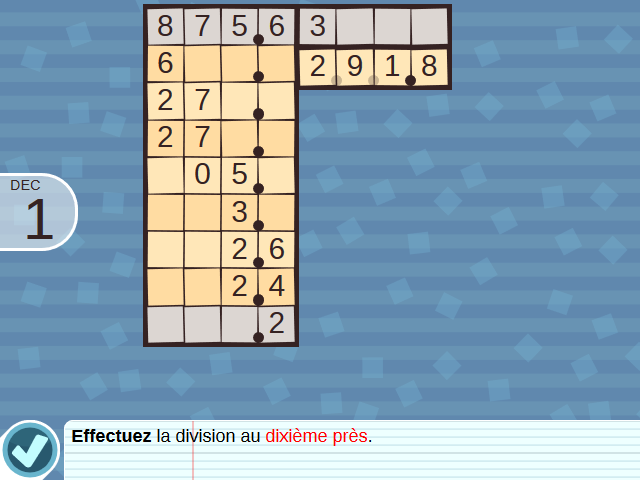 8 7 5 . 6 3
6 . 2 9 1 . 8
2 7 .
2 7 .
0 5 .
3 .
2 . 6
2 . 4
. 2
DEC
1
Effectuez la division au dixième près.